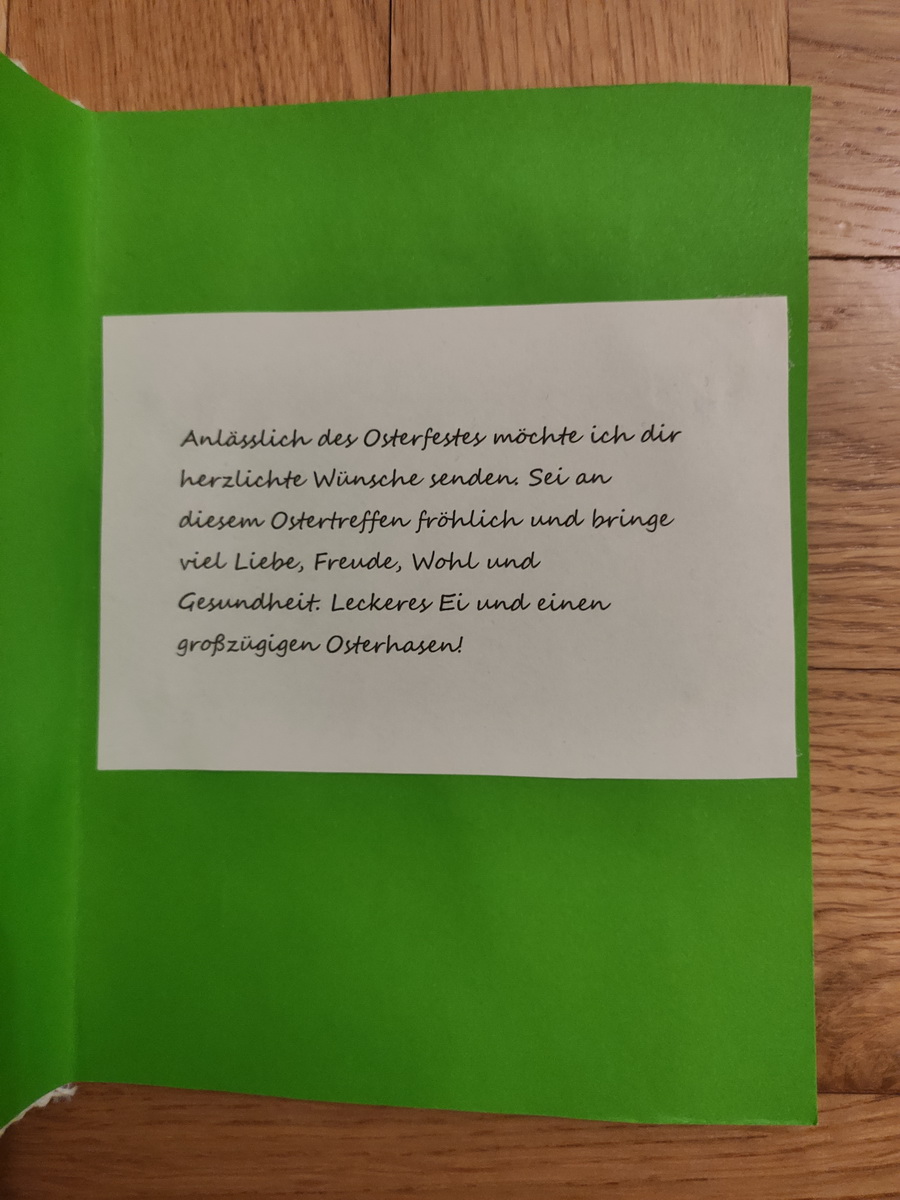 Anlässlich des Osterfestes möchte ich dir
herzlichte Wünsche senden. Sei an
diesem Ostertreffen fröhlich und bringe
viel Liebe, Freude, Wohl und
Gesundheit. Leckeres Ei und einen
großzügigen Osterhasen!